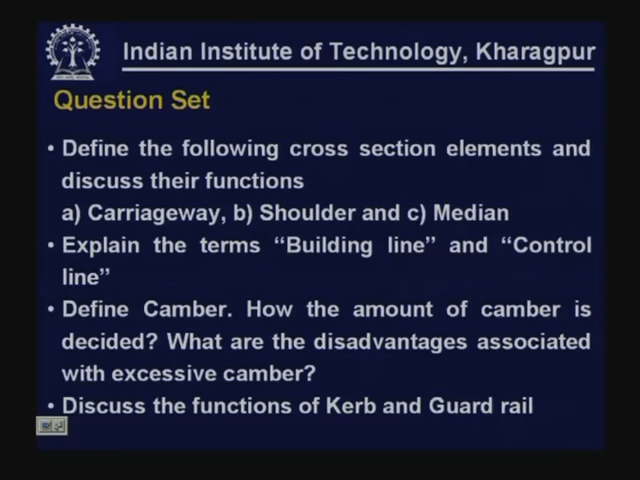 Indian Institute of Technology, Kharagpur
Question Set
• Define the following cross section elements and
discuss their functions
a) Carriageway, b) Shoulder and c) Median
• Explain the terms “Building line” and “Control
line”
• Define Camber. How the amount of camber is
decided? What are the disadvantages associated
with excessive camber?
• Discuss the functions of Kerb and Guard rail